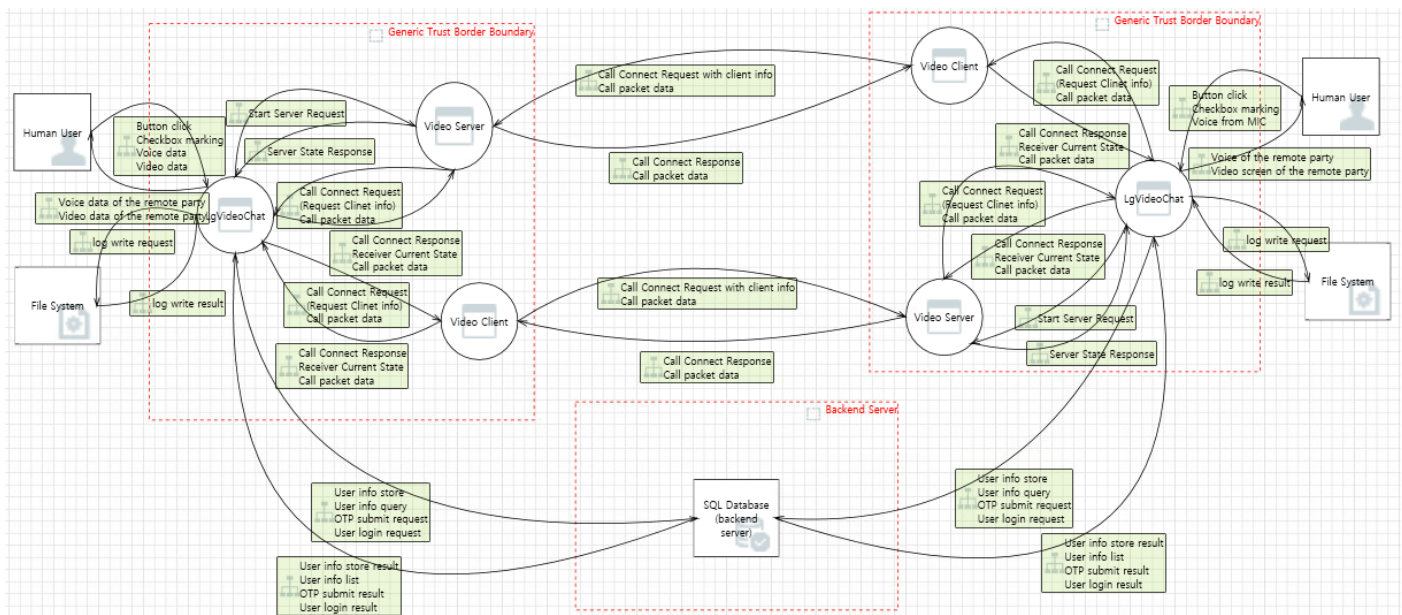 Generic Trust Border Boundary
Generic Trust Border Boundary
Human User
Button click
Checkbox marking
Voice data
Video data
Start Server Request
Server State Response
Video Server
Call Connect Request with client info
Call packet data
Video Client
Call Connect Request
(Request Clinet info)
Call packet data
Button click
Checkbox marking
Voice from MIC
Human User
Call Connect Response
Call packet data
Call Connect Response
Receiver Current State
Call packet data
Voice of the remote party
Video screen of the remote party
Voice data of the remote party
Video data of the remote party
LgVideoChat
Call Connect Request
(Request Clinet info)
Call packet data
Call Connect Request
(Request Clinet info)
Call packet data
LgVideoChat
log write request
Call Connect Response
Receiver Current State
Call packet data
Call Connect Response
Receiver Current State
Call packet data
log write request
File System
log write result
Call Connect Request
(Request Clinet info)
Call packet data
Video Client
Call Connect Request with client info
Call packet data
Video Server
Start Server Request
log write result
File System
Call Connect Response
Receiver Current State
Call packet data
Call Connect Response
Call packet data
Server State Response
Backend Server
User info store
User info query
OTP submit request
User login request
SQL Database
(backend
server)
User info store
User info query
OTP submit request
User login request
User info store result
User info list
OTP submit result
User login result
User info store result
User info list
OTP submit result
User login result